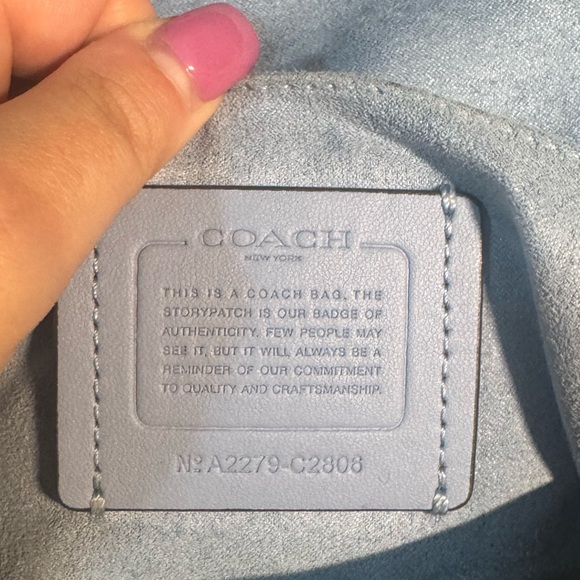 COACH
NEW YORK
THIS IS A COACH BAG. THE
STORYPATCH IS OUR BADGE OF
AUTHENTICITY. FEW PEOPLE MAY
SEE IT, BUT IT WILL ALWAYS BE A
REMINDER OF OUR COMMITMENT
TO QUALITY AND CRAFTSMANSHIP.
Nº A2279-C2808